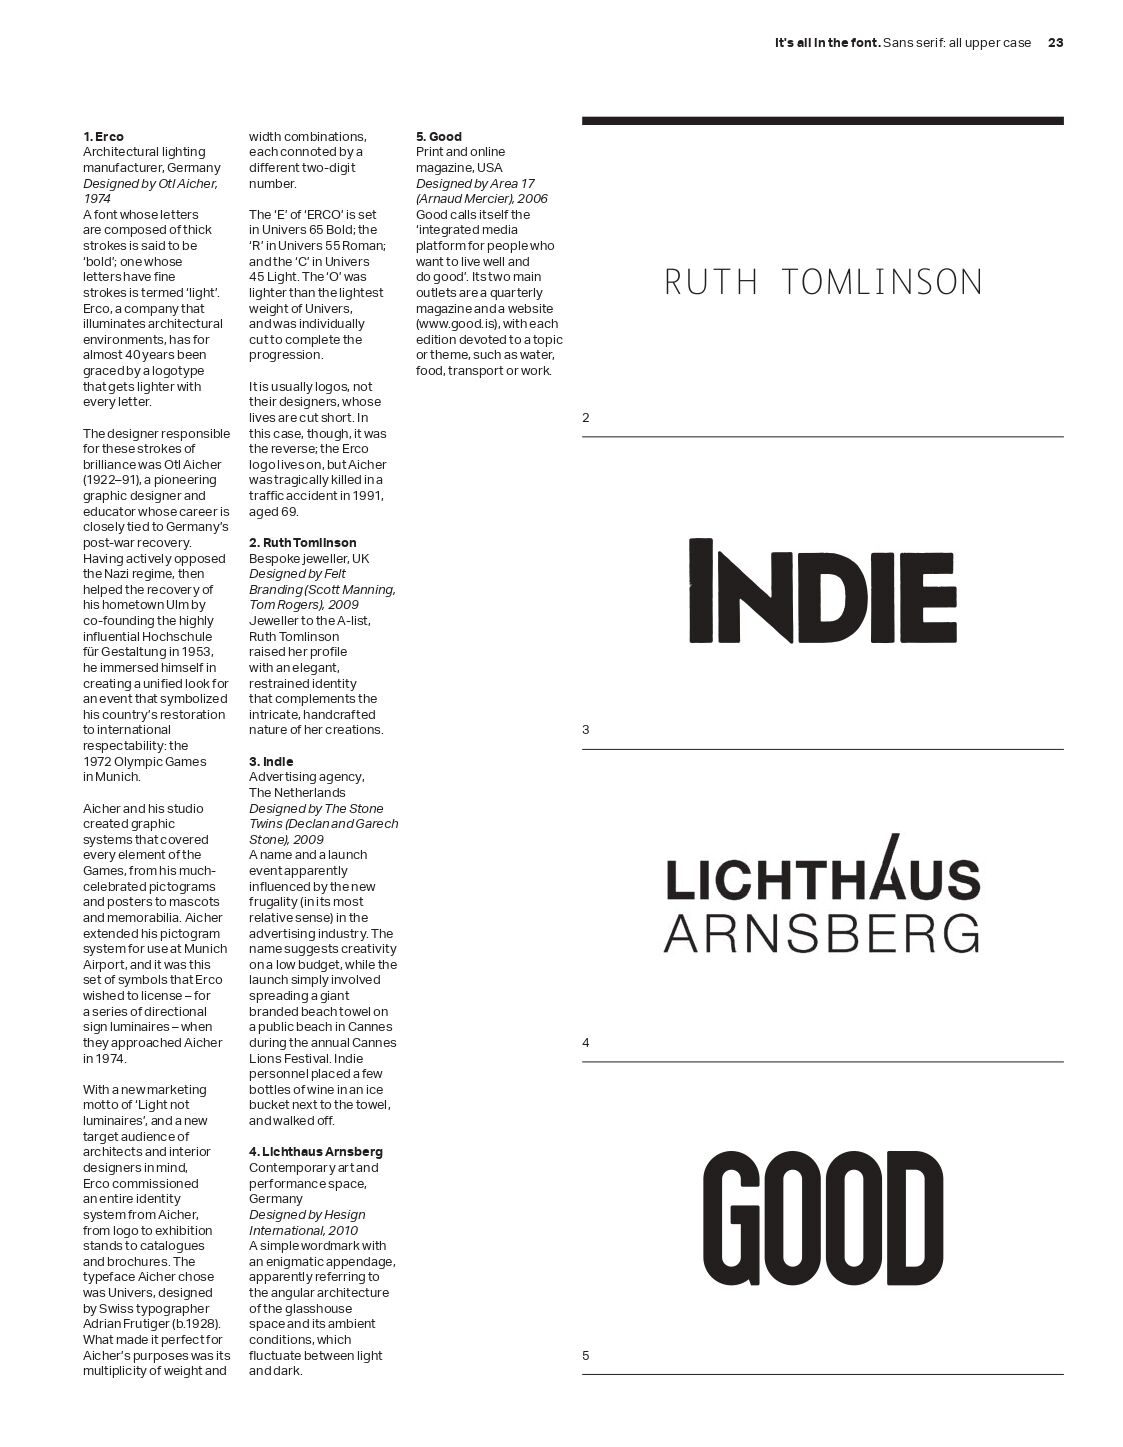 It's all in the font. Sans serif: all upper case 23
1. Erco
Architectural lighting
manufacturer, Germany
Designed by Otl Aicher,
1974
A font whose letters
are composed of thick
strokes is said to be
‘bold’; one whose
letters have fine
strokes is termed ‘light’.
Erco, a company that
illuminates architectural
environments, has for
almost 40 years been
graced by a logotype
that gets lighter with
every letter.
The designer responsible
for these strokes of
brilliance was Otl Aicher
(1922–91), a pioneering
graphic designer and
educator whose career is
closely tied to Germany’s
post-war recovery.
Having actively opposed
the Nazi regime, then
helped the recovery of
his hometown Ulm by
co-founding the highly
influential Hochschule
für Gestaltung in 1953,
he immersed himself in
creating a unified look for
an event that symbolized
his country’s restoration
to international
respectability: the
1972 Olympic Games
in Munich.
Aicher and his studio
created graphic
systems that covered
every element of the
Games, from his much-
celebrated pictograms
and posters to mascots
and memorabilia. Aicher
extended his pictogram
system for use at Munich
Airport, and it was this
set of symbols that Erco
wished to license – for
a series of directional
sign luminaires – when
they approached Aicher
in 1974.
With a new marketing
motto of ‘Light not
luminaires’, and a new
target audience of
architects and interior
designers in mind,
Erco commissioned
an entire identity
system from Aicher,
from logo to exhibition
stands to catalogues
and brochures. The
typeface Aicher chose
was Univers, designed
by Swiss typographer
Adrian Frutiger (b.1928).
What made it perfect for
Aicher’s purposes was its
multiplicity of weight and
width combinations,
each connoted by a
different two-digit
number.
The ‘E’ of ‘ERCO’ is set
in Univers 65 Bold; the
‘R’ in Univers 55 Roman;
and the ‘C’ in Univers
45 Light. The ‘O’ was
lighter than the lightest
weight of Univers,
and was individually
cut to complete the
progression.
It is usually logos, not
their designers, whose
lives are cut short. In
this case, though, it was
the reverse; the Erco
logo lives on, but Aicher
was tragically killed in a
traffic accident in 1991,
aged 69.
2. Ruth Tomlinson
Bespoke jeweller, UK
Designed by Felt
Branding (Scott Manning,
Tom Rogers), 2009
Jeweller to the A-list,
Ruth Tomlinson
raised her profile
with an elegant,
restrained identity
that complements the
intricate, handcrafted
nature of her creations.
3. Indie
Advertising agency,
The Netherlands
Designed by The Stone
Twins (Declan and Garech
Stone), 2009
A name and a launch
event apparently
influenced by the new
frugality (in its most
relative sense) in the
advertising industry. The
name suggests creativity
on a low budget, while the
launch simply involved
spreading a giant
branded beach towel on
a public beach in Cannes
during the annual Cannes
Lions Festival. Indie
personnel placed a few
bottles of wine in an ice
bucket next to the towel,
and walked off.
4. Lichthaus Arnsberg
Contemporary art and
performance space,
Germany
Designed by Hesign
International, 2010
A simple wordmark with
an enigmatic appendage,
apparently referring to
the angular architecture
of the glasshouse
space and its ambient
conditions, which
fluctuate between light
and dark.
5. Good
Print and online
magazine, USA
Designed by Area 17
(Arnaud Mercier), 2006
Good calls itself the
‘integrated media
platform for people who
want to live well and
do good’. Its two main
outlets are a quarterly
magazine and a website
(www.good.is), with each
edition devoted to a topic
or theme, such as water,
food, transport or work.
RUTH TOMLINSON
2
INDIE
3
LICHTHAUS
ARNSBERG
4
GOOD
5